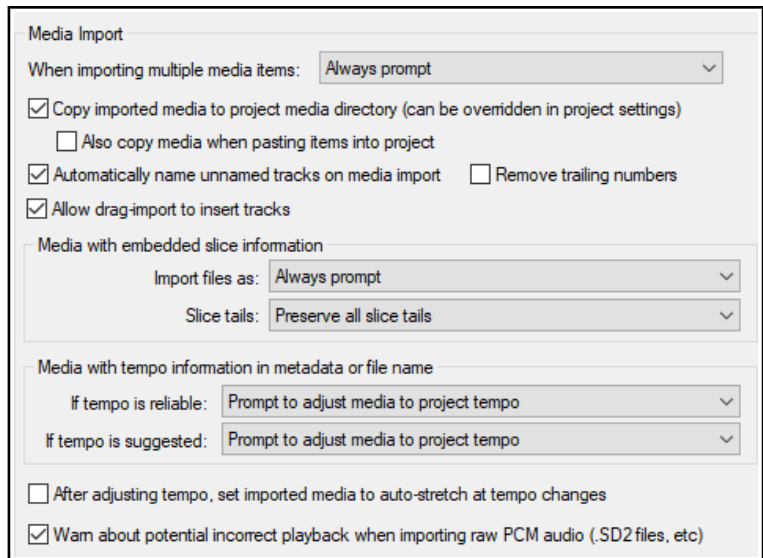 Media Import
When importing multiple media items: Always prompt
Copy imported media to project media directory (can be overridden in project settings)
Also copy media when pasting items into project
Automatically name unnamed tracks on media import Remove trailing numbers
Allow drag-import to insert tracks
Media with embedded slice information
Import files as: Always prompt
Slice tails: Preserve all slice tails
Media with tempo information in metadata or file name
If tempo is reliable: Prompt to adjust media to project tempo
If tempo is suggested: Prompt to adjust media to project tempo
After adjusting tempo, set imported media to auto-stretch at tempo changes
Warn about potential incorrect playback when importing raw PCM audio (.SD2 files, etc)